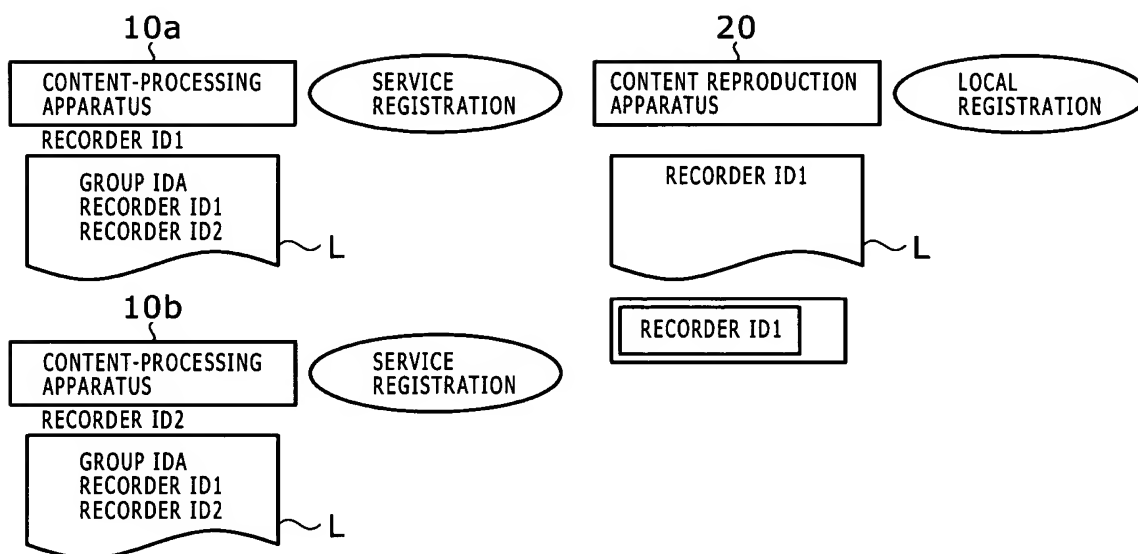 10a
CONTENT-PROCESSING
APPARATUS
SERVICE
REGISTRATION
RECORDER ID1
GROUP IDA
RECORDER ID1
RECORDER ID2
L
10b
CONTENT-PROCESSING
APPARATUS
SERVICE
REGISTRATION
RECORDER ID2
GROUP IDA
RECORDER ID1
RECORDER ID2
L
20
CONTENT REPRODUCTION
APPARATUS
LOCAL
REGISTRATION
RECORDER ID1
L
RECORDER ID1